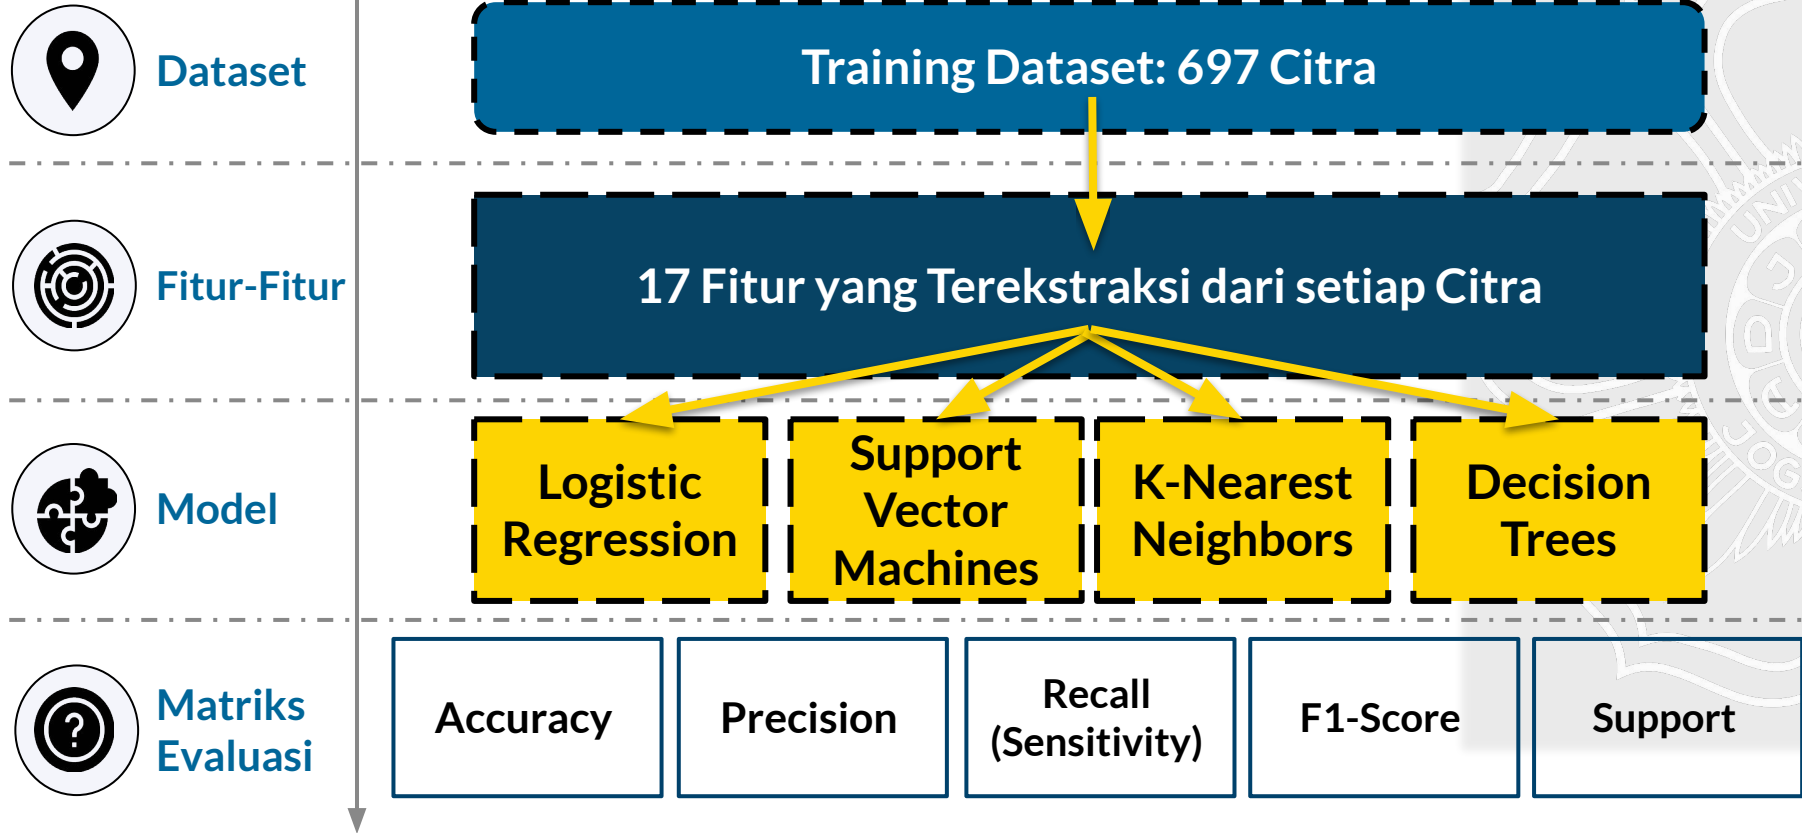 Dataset
Training Dataset: 697 Citra
Fitur-Fitur
17 Fitur yang Terekstraksi dari setiap Citra
Model
Logistic
Regression
Support
Vector
Machines
K-Nearest
Neighbors
Decision
Trees
Matriks
Evaluasi
?
Accuracy
Precision
Recall
(Sensitivity)
F1-Score
Support